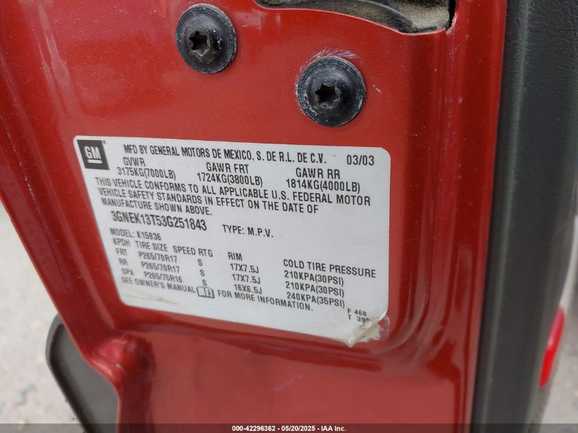 GM
MFD BY GENERAL MOTORS DE MEXICO, S. DE R.L. DE C.V. 03/03
GVWR GAWR FRT GAWR RR
3175KG(7000LB) 1724KG(3800LB) 1814KG(4000LB)
THIS VEHICLE CONFORMS TO ALL APPLICABLE U.S. FEDERAL MOTOR
VEHICLE SAFETY STANDARDS IN EFFECT ON THE DATE OF
MANUFACTURE SHOWN ABOVE.
3GNEK13T53G251843 TYPE: M.P.V.
MODEL: K15936
KPDH TIRE SIZE SPEED RTG RIM COLD TIRE PRESSURE
FRT P265/70R17 S 17X7.5J 210KPA(30PSI)
RR P265/70R17 S 17X7.5J 210KPA(30PSI)
SPA P265/75R16 S 16X6.5J 240KPA(35PSI)
SEE OWNER'S MANUAL FOR MORE INFORMATION.
F 466
T
000-42296362 - 05/20/2025 - IAA Inc.